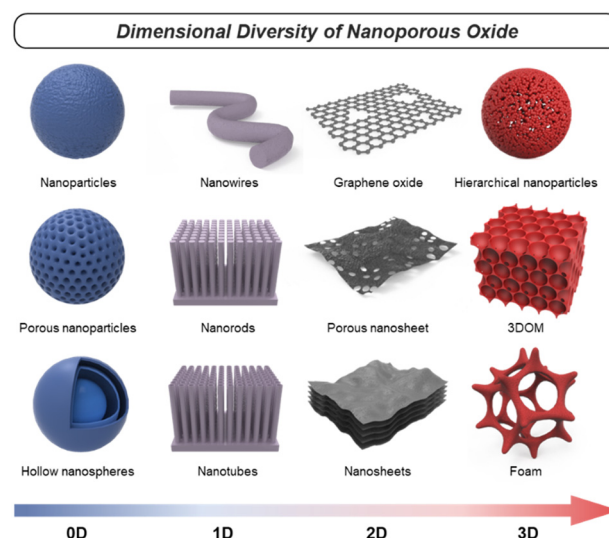 Dimensional Diversity of Nanoporous Oxide
Nanoparticles
Nanowires
Graphene oxide
Hierarchical nanoparticles
Porous nanoparticles
Nanorods
Porous nanosheet
3DOM
Hollow nanospheres
Nanotubes
Nanosheets
Foam
0D
1D
2D
3D